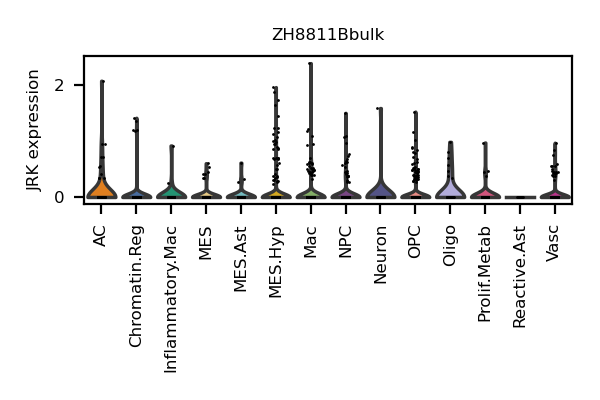 ZH8811Bbulk
JRK expression
2
0
AC
Chromatin.Reg
Inflammatory.Mac
MES
MES.Ast
MES.Hyp
Mac
NPC
Neuron
OPC
Oligo
Prolif.Metab
Reactive.Ast
Vasc